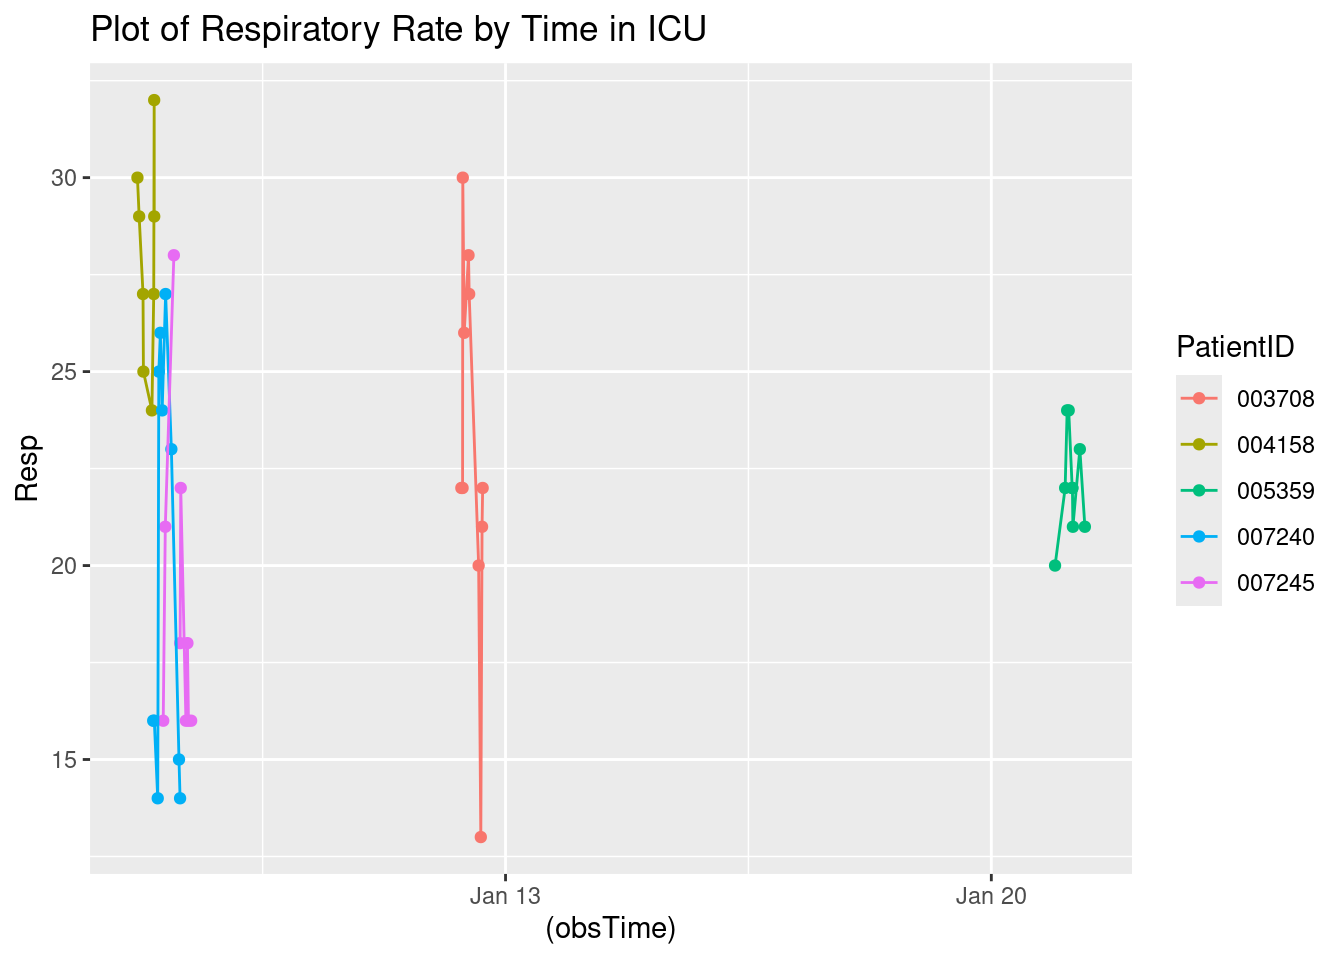 Plot of Respiratory Rate by Time in ICU
Resp
30
25
20
15
Jan 13
Jan 20
(obsTime)
PatientID
003708
004158
005359
007240
007245